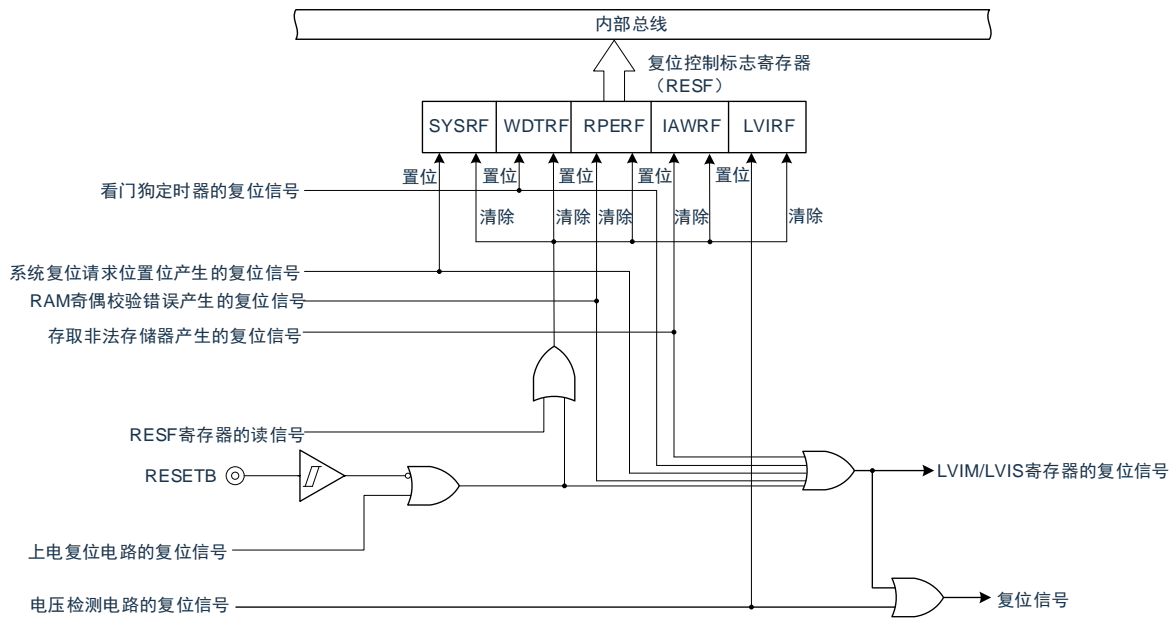 内部总线
复位控制标志寄存器
（RESF）
SYSRF WDTRF RPERF IAWRF LVIRF
置位 置位 置位 置位 置位
看门狗定时器的复位信号
清除 清除 清除 清除 清除
系统复位请求位置位产生的复位信号
RAM奇偶校验错误产生的复位信号
存取非法存储器产生的复位信号
RESF寄存器的读信号
RESETB
LVIM/LVIS寄存器的复位信号
上电复位电路的复位信号
电压检测电路的复位信号
复位信号